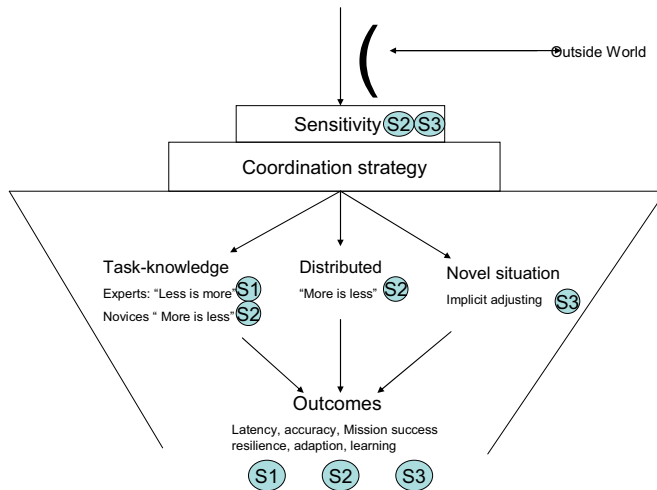 Outside World
Sensitivity S2 S3
Coordination strategy
Task-knowledge
Experts: “Less is more” S1
Novices “ More is less” S2
Distributed
“More is less” S2
Novel situation
Implicit adjusting S3
Outcomes
Latency, accuracy, Mission success
resilience, adaption, learning
S1 S2 S3